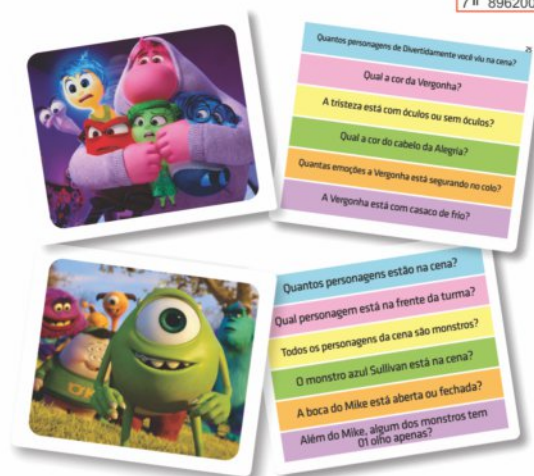 7 896200
25
Quantos personagens de Divertidamente você viu na cena?
Qual a cor da Vergonha?
A tristeza está com óculos ou sem óculos?
Qual a cor do cabelo da Alegria?
Quantas emoções a Vergonha está segurando no colo?
A Vergonha está com casaco de frio?
Quantos personagens estão na cena?
Qual personagem está na frente da turma?
Todos os personagens da cena são monstros?
O monstro azul Sullivan está na cena?
A boca do Mike está aberta ou fechada?
Além do Mike, algum dos monstros tem
01 olho apenas?
OK